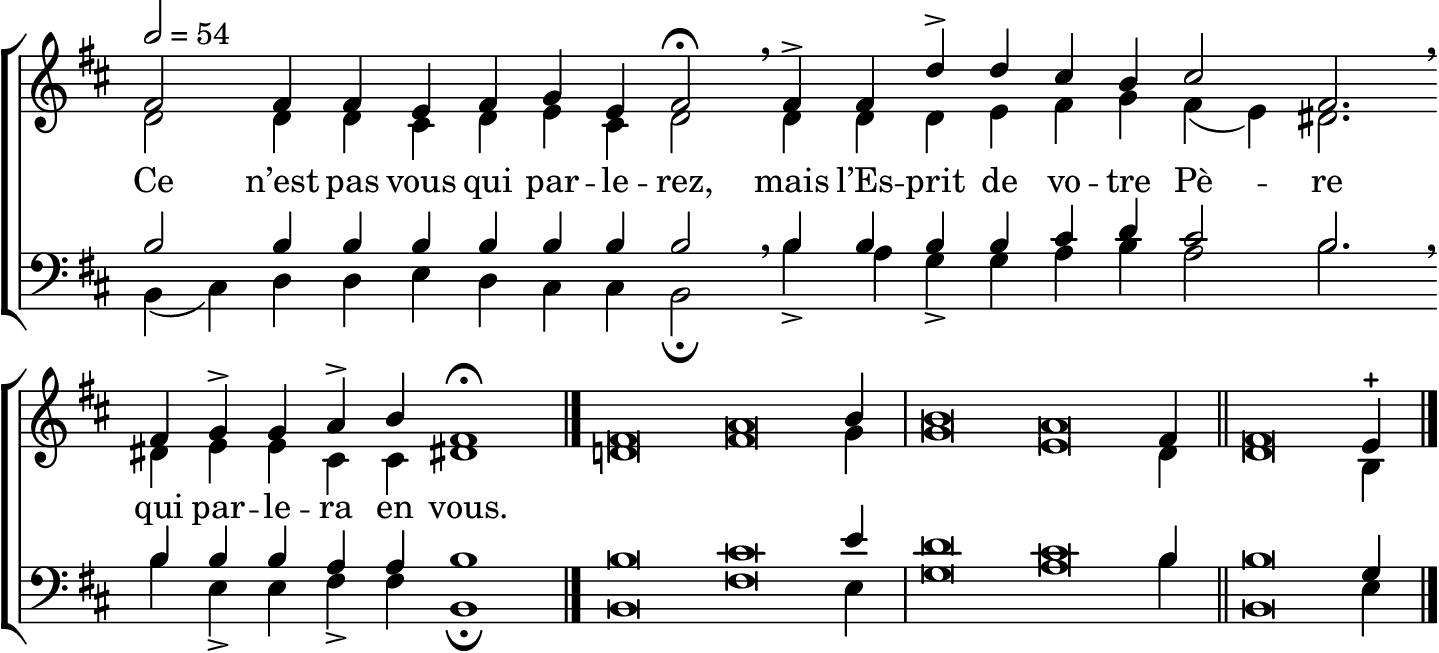 = 54
Ce n’est pas vous qui par - le - rez, mais l’Es - prit de vo - tre Pè - re
qui par - le - ra en vous.